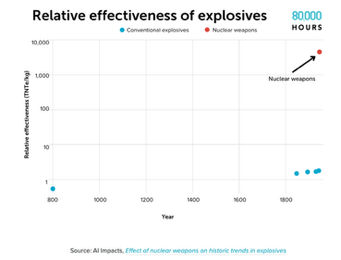 Relative effectiveness of explosives
80,000
HOURS
Conventional explosives Nuclear weapons
10,000
1,000
100
10
1
Relative effectiveness (TNTe/kg)
Nuclear weapons
800 1000 1200 1400 1600 1800
Year
Source: AI Impacts, Effect of nuclear weapons on historic trends in explosives